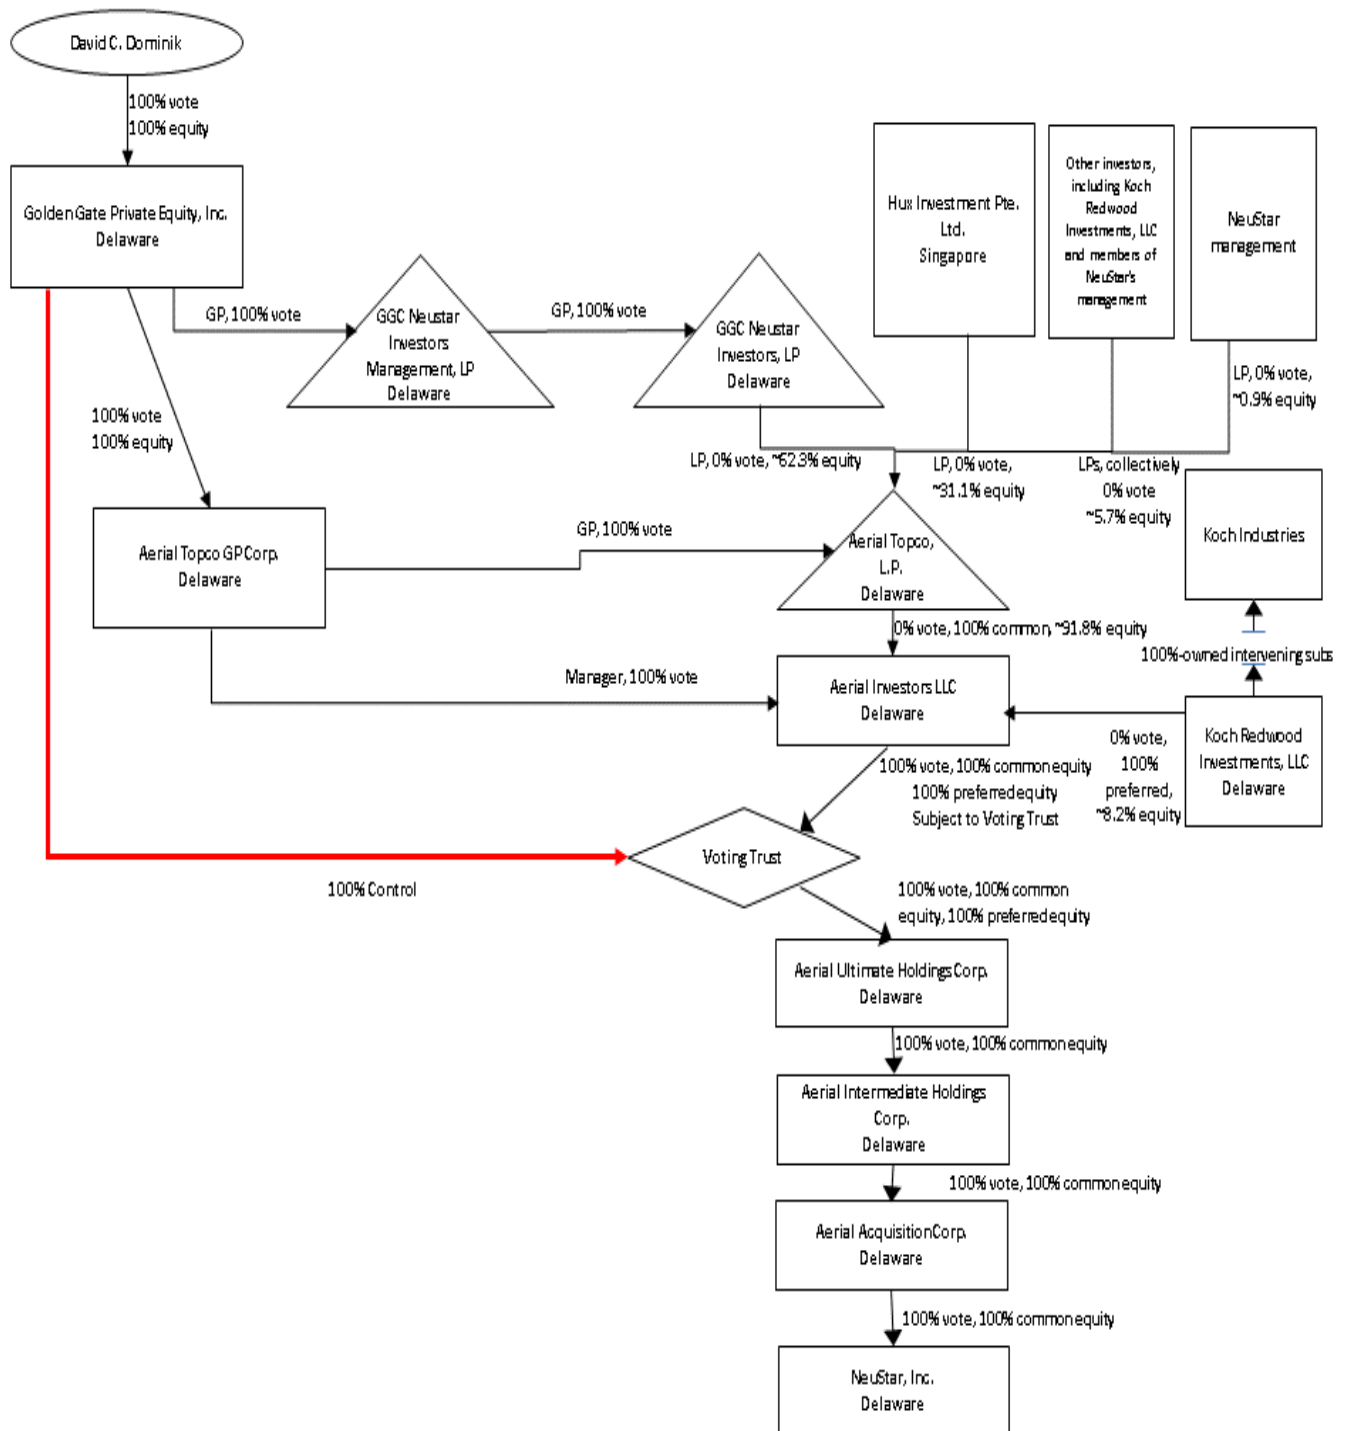 David C. Dominik
100% vote
100% equity
Golden Gate Private Equity, Inc.
Delaware
Hux Investment Pte.
Ltd.
Singapore
Other investors,
including Koch
Redwood
Investments, LLC
and members of
NeuStar's
management
NeuStar
management
GP, 100% vote
GGC Neustar
Investors
Management, LP
Delaware
GP, 100% vote
GGC Neustar
Investors, LP
Delaware
LP, 0% vote,
~0.9% equity
100% vote
100% equity
LP, 0% vote, ~62.3% equity
LP, 0% vote,
~31.1% equity
LPs, collectively
0% vote
~5.7% equity
Koch Industries
Aerial Topco GP Corp.
Delaware
GP, 100% vote
Aerial Topco,
L.P.
Delaware
0% vote, 100% common, ~91.8% equity
100%-owned intervening subs
Manager, 100% vote
Aerial Investors LLC
Delaware
0% vote,
100%
preferred,
~8.2% equity
Koch Redwood
Investments, LLC
Delaware
100% vote, 100% common equity
100% preferred equity
Subject to Voting Trust
Voting Trust
100% Control
100% vote, 100% common
equity, 100% preferred equity
Aerial Ultimate Holdings Corp.
Delaware
100% vote, 100% common equity
Aerial Intermediate Holdings
Corp.
Delaware
100% vote, 100% common equity
Aerial Acquisition Corp.
Delaware
100% vote, 100% common equity
NeuStar, Inc.
Delaware